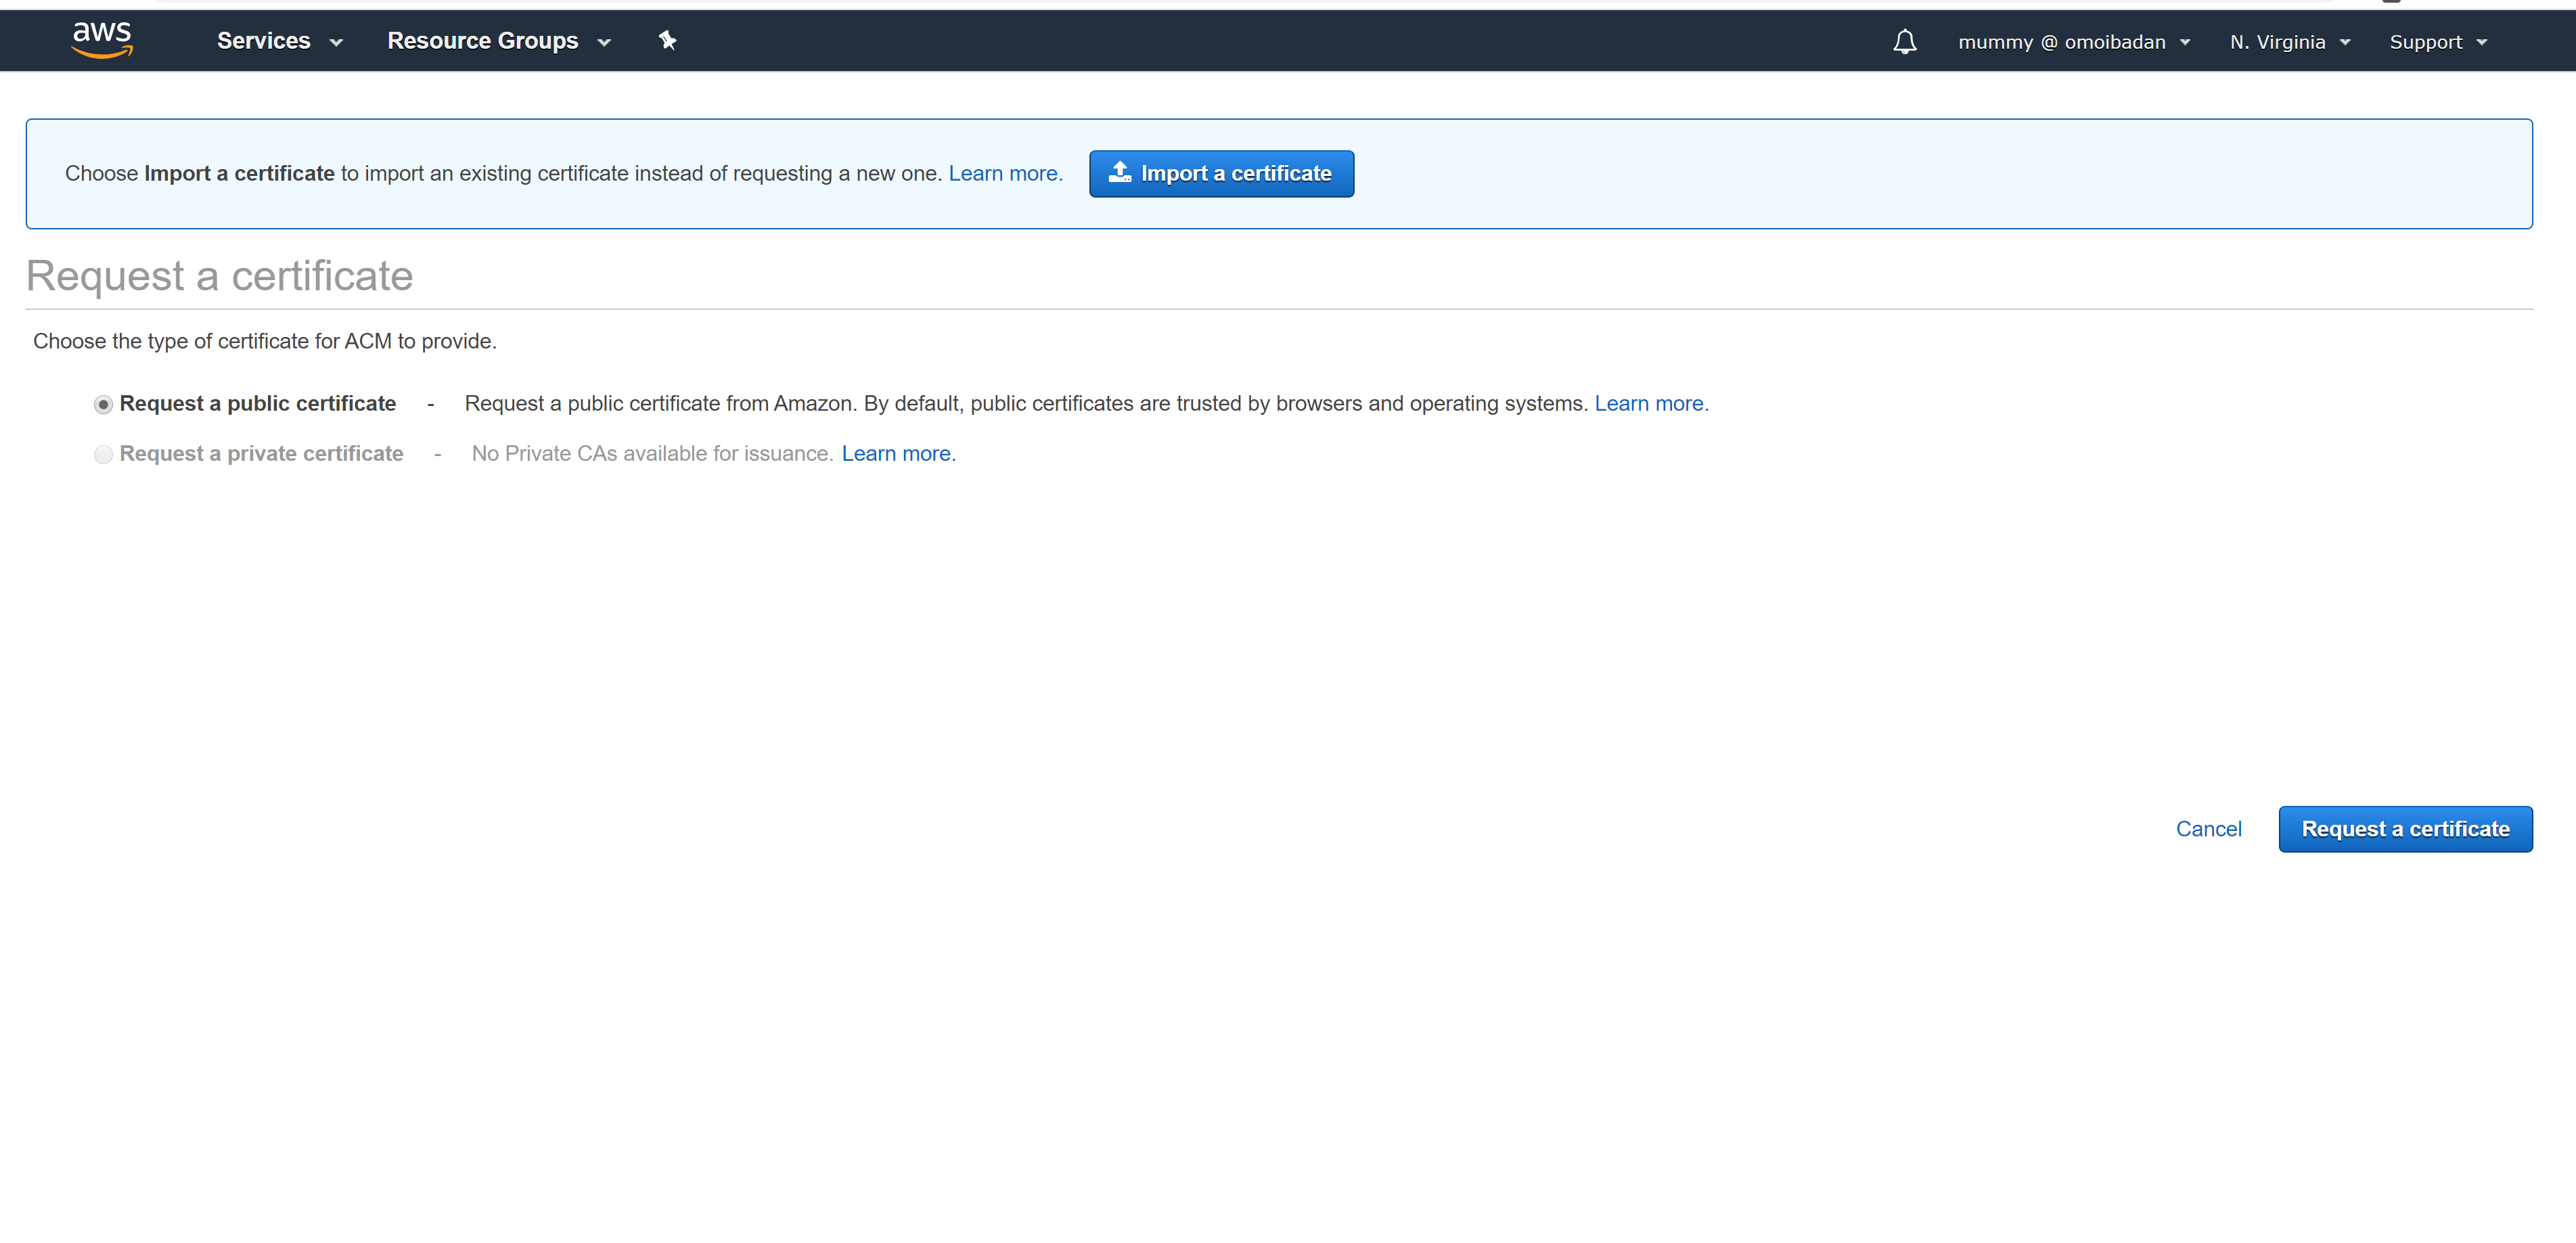 aws Services Resource Groups mummy @ omoibadan N. Virginia Support
Choose Import a certificate to import an existing certificate instead of requesting a new one. Learn more. Import a certificate
Request a certificate
Choose the type of certificate for ACM to provide.
Request a public certificate - Request a public certificate from Amazon. By default, public certificates are trusted by browsers and operating systems. Learn more.
Request a private certificate - No Private CAs available for issuance. Learn more.
Cancel Request a certificate